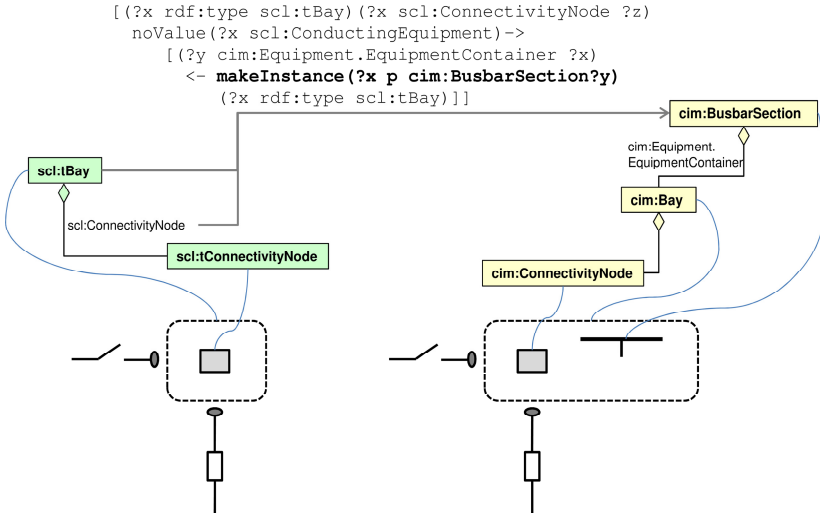 [(?x rdf:type scl:tBay)(?x scl:ConnectivityNode ?z)
noValue(?x scl:ConductingEquipment)->
[(?y cim:Equipment.EquipmentContainer ?x)
<- makeInstance(?x p cim:BusbarSection?y)
(?x rdf:type scl:tBay)]]
cim:BusbarSection
cim:Equipment.
EquipmentContainer
scl:tBay
cim:Bay
scl:ConnectivityNode
scl:tConnectivityNode
cim:ConnectivityNode